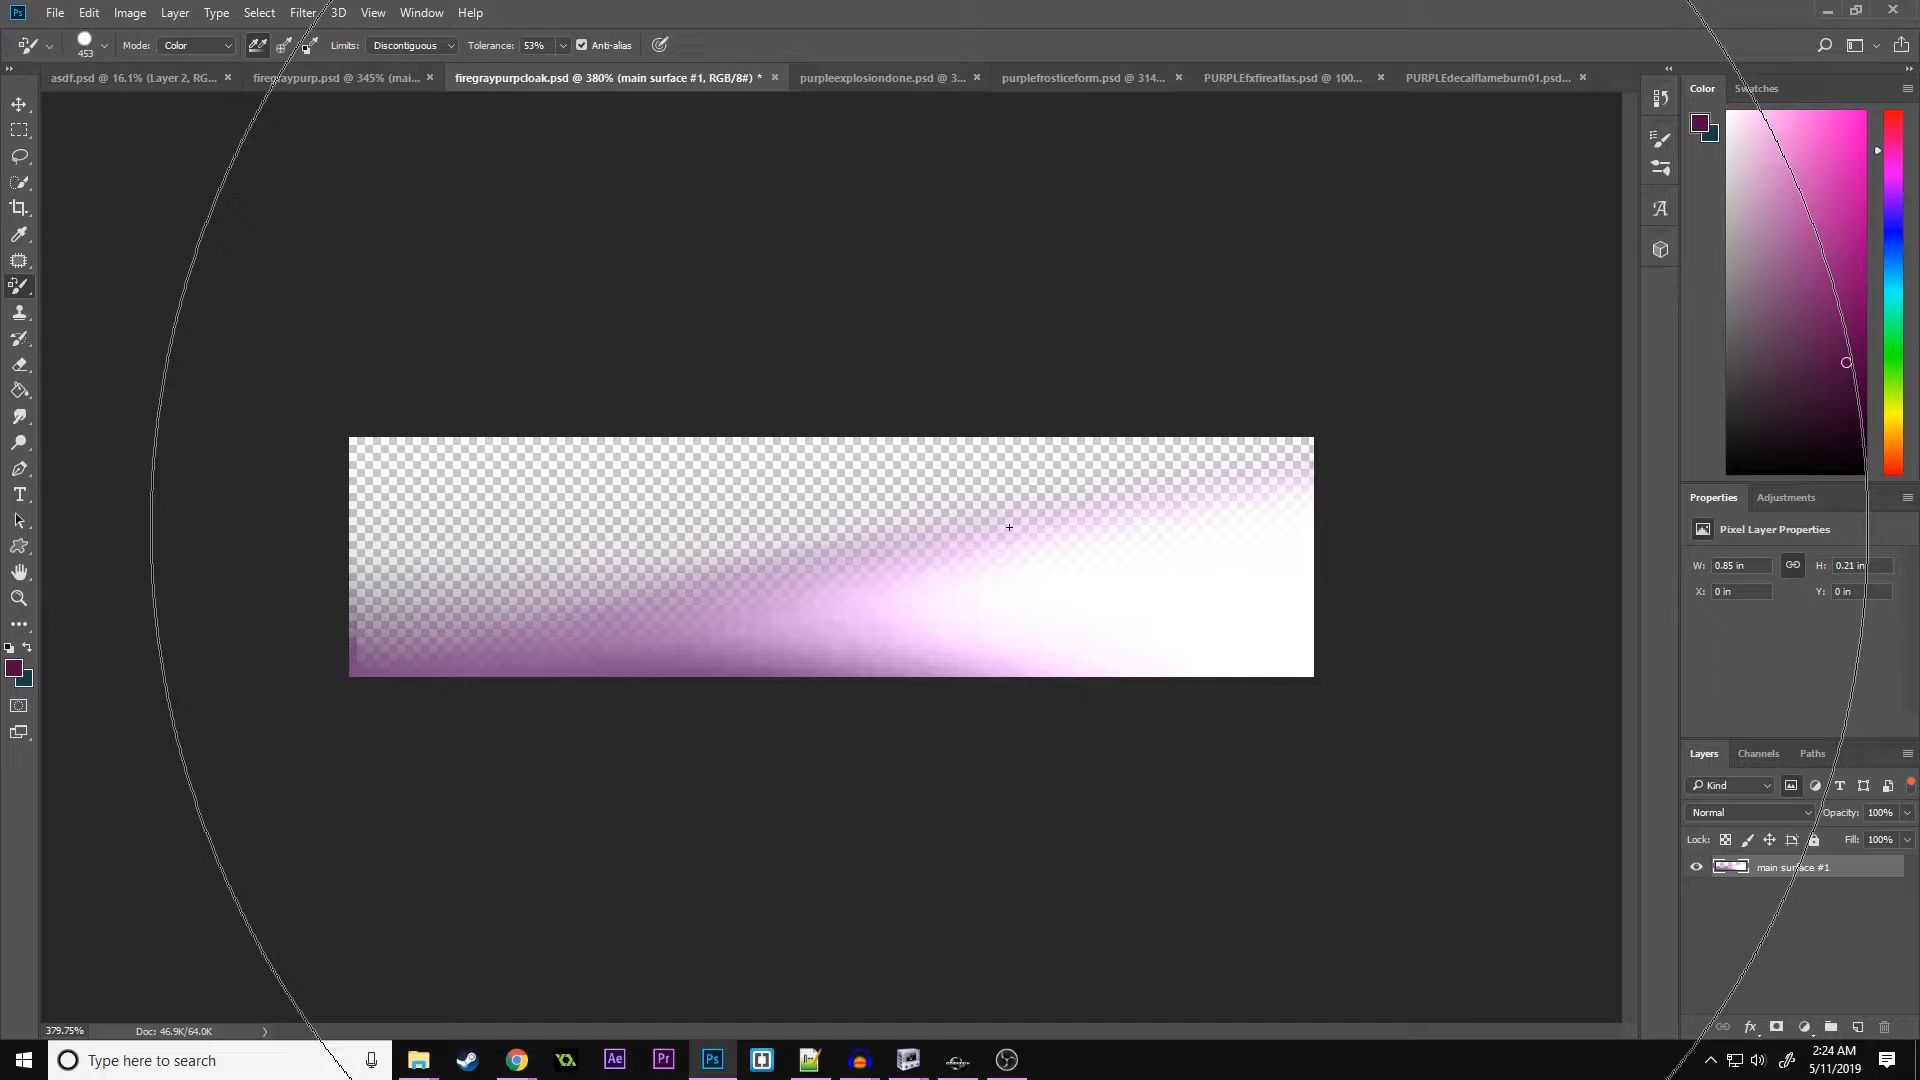 Ps File Edit Image Layer Type Select Filter 3D View Window Help
453 Mode: Color Limits: Discontiguous Tolerance: 53% Anti-alias
asdf.psd @ 16.1% (Layer 2, RG... × firegraypurp.psd @ 345% (mai... × firegraypurpcloak.psd @ 380% (main surface #1, RGB/8#) * × purpleexplosiondone.psd @ 3... × purplefrosticeform.psd @ 314... × PURPLEfxfireatlas.psd @ 100... × PURPLEdecalflameburn01.psd... ×
Color Swatches
Properties Adjustments
Pixel Layer Properties
W: 0.85 in H: 0.21 in
X: 0 in Y: 0 in
Layers Channels Paths
Kind
Normal Opacity: 100%
Lock: Fill: 100%
main surface #1
379.75% Doc: 46.9K/64.0K
Type here to search
Ae Pr Ps
2:24 AM
5/11/2019